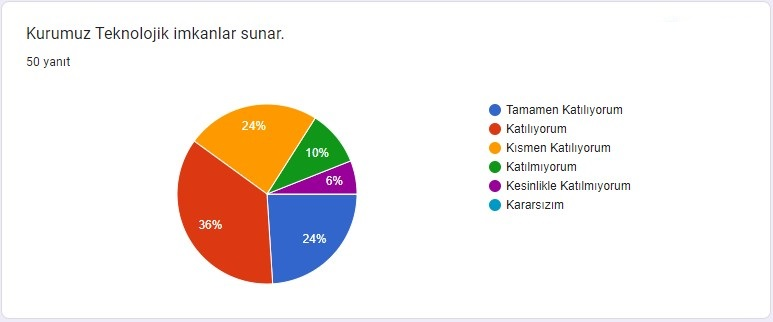 Kurumuz Teknolojik imkanlar sunar.
50 yanıt
24%
10%
6%
36%
24%
Tamamen Katılıyorum
Katılıyorum
Kısmen Katılıyorum
Katılmıyorum
Kesinlikle Katılmıyorum
Kararsızım